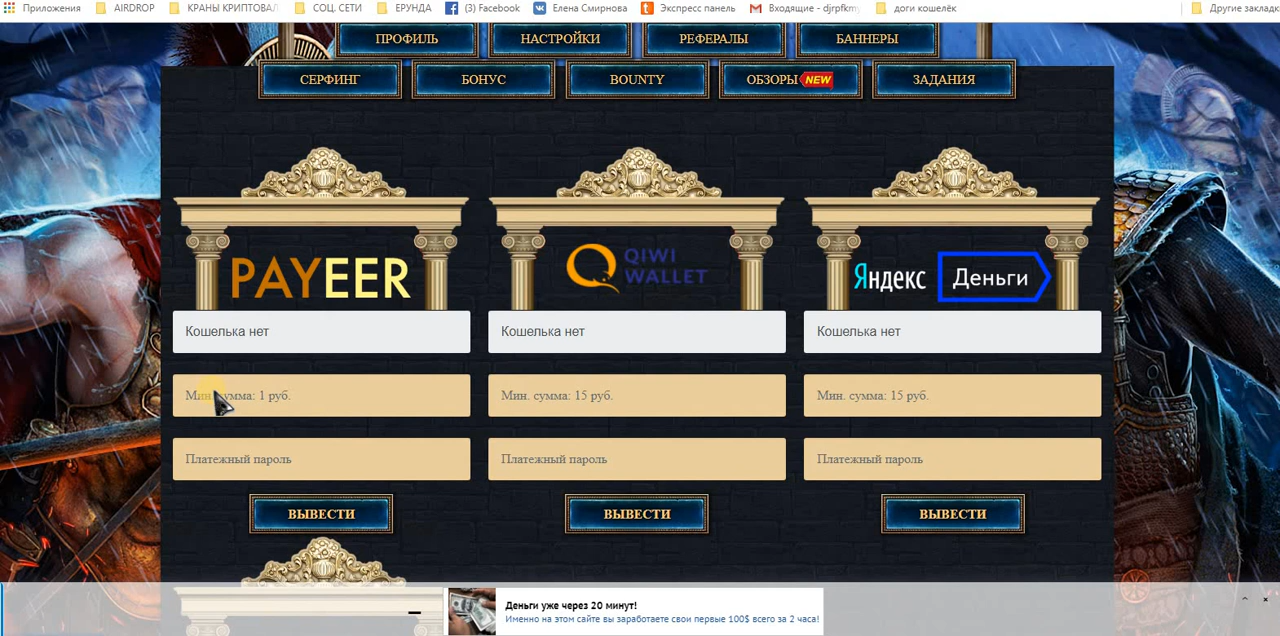 Приложения AIRDROP КРАНЫ КРИПТОВАЛ СОЦ. СЕТИ ЕРУНДА (3) Facebook Елена Смирнова Экспресс панель Входящие - djrpfkmy доги кошелёк Другие закладк
ПРОФИЛЬ НАСТРОЙКИ РЕФЕРАЛЫ БАННЕРЫ
СЕРФИНГ БОНУС BOUNTY ОБЗОРЫ NEW ЗАДАНИЯ
PAYEER QIWI WALLET Яндекс Деньги
Кошелька нет Кошелька нет Кошелька нет
Мин. сумма: 1 руб. Мин. сумма: 15 руб. Мин. сумма: 15 руб.
Платежный пароль Платежный пароль Платежный пароль
ВЫВЕСТИ ВЫВЕСТИ ВЫВЕСТИ
Деньги уже через 20 минут!
Именно на этом сайте вы заработаете свои первые 100$ всего за 2 часа!